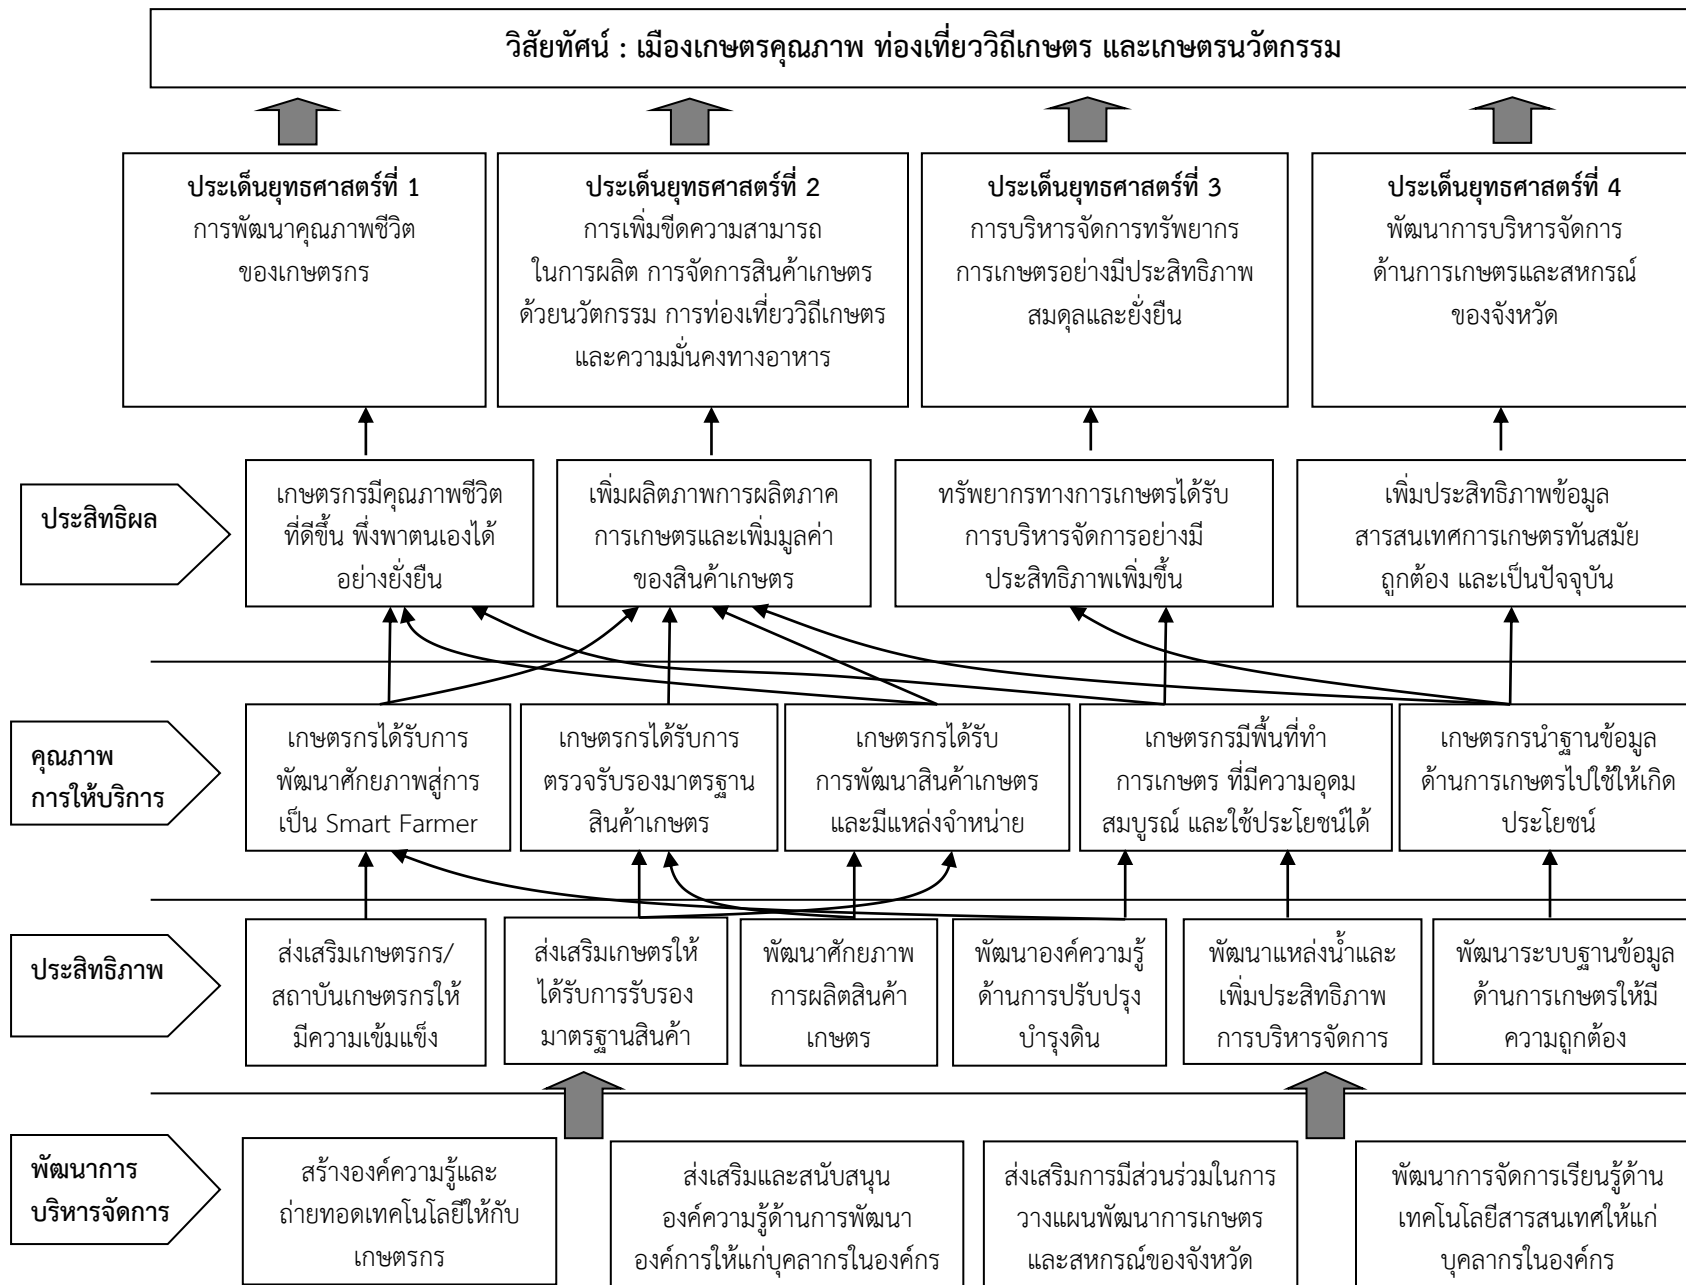 วิสัยทัศน์ : เมืองเกษตรคุณภาพ ท่องเที่ยววิถีเกษตร และเกษตรนวัตกรรม
ประเด็นยุทธศาสตร์ที่ 1
การพัฒนาคุณภาพชีวิต
ของเกษตรกร
ประเด็นยุทธศาสตร์ที่ 2
การเพิ่มขีดความสามารถ
ในการผลิต การจัดการสินค้าเกษตร
ด้วยนวัตกรรม การท่องเที่ยววิถีเกษตร
และความมั่นคงทางอาหาร
ประเด็นยุทธศาสตร์ที่ 3
การบริหารจัดการทรัพยากร
การเกษตรอย่างมีประสิทธิภาพ
สมดุลและยั่งยืน
ประเด็นยุทธศาสตร์ที่ 4
พัฒนาการบริหารจัดการ
ด้านการเกษตรและสหกรณ์
ของจังหวัด
ประสิทธิผล
เกษตรกรมีคุณภาพชีวิต
ที่ดีขึ้น พึ่งพาตนเองได้
อย่างยั่งยืน
เพิ่มผลิตภาพการผลิตภาค
การเกษตรและเพิ่มมูลค่า
ของสินค้าเกษตร
ทรัพยากรทางการเกษตรได้รับ
การบริหารจัดการอย่างมี
ประสิทธิภาพเพิ่มขึ้น
เพิ่มประสิทธิภาพข้อมูล
สารสนเทศการเกษตรทันสมัย
ถูกต้อง และเป็นปัจจุบัน
คุณภาพ
การให้บริการ
เกษตรกรได้รับการ
พัฒนาศักยภาพสู่การ
เป็น Smart Farmer
เกษตรกรได้รับการ
ตรวจรับรองมาตรฐาน
สินค้าเกษตร
เกษตรกรได้รับ
การพัฒนาสินค้าเกษตร
และมีแหล่งจำหน่าย
เกษตรกรมีพื้นที่ทำ
การเกษตร ที่มีความอุดม
สมบูรณ์ และใช้ประโยชน์ได้
เกษตรกรนำฐานข้อมูล
ด้านการเกษตรไปใช้ให้เกิด
ประโยชน์
ประสิทธิภาพ
ส่งเสริมเกษตรกร/
สถาบันเกษตรกรให้
มีความเข้มแข็ง
ส่งเสริมเกษตรให้
ได้รับการรับรอง
มาตรฐานสินค้า
พัฒนาศักยภาพ
การผลิตสินค้า
เกษตร
พัฒนาองค์ความรู้
ด้านการปรับปรุง
บำรุงดิน
พัฒนาแหล่งน้ำและ
เพิ่มประสิทธิภาพ
การบริหารจัดการ
พัฒนาระบบฐานข้อมูล
ด้านการเกษตรให้มี
ความถูกต้อง
พัฒนาการ
บริหารจัดการ
สร้างองค์ความรู้และ
ถ่ายทอดเทคโนโลยีให้กับ
เกษตรกร
ส่งเสริมและสนับสนุน
องค์ความรู้ด้านการพัฒนา
องค์การให้แก่บุคลากรในองค์กร
ส่งเสริมการมีส่วนร่วมในการ
วางแผนพัฒนาการเกษตร
และสหกรณ์ของจังหวัด
พัฒนาการจัดการเรียนรู้ด้าน
เทคโนโลยีสารสนเทศให้แก่
บุคลากรในองค์กร